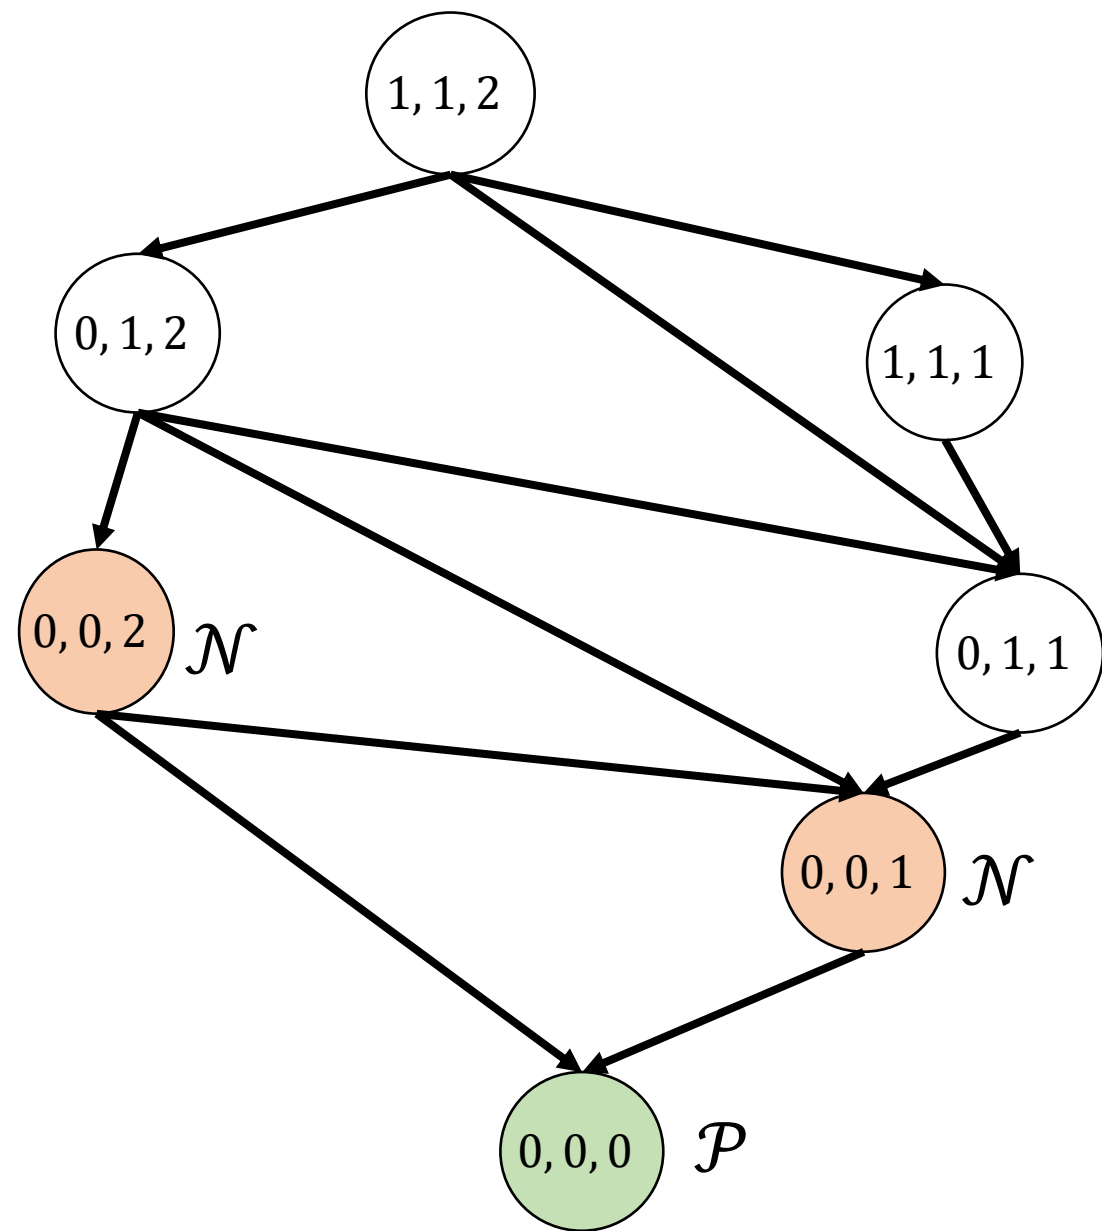 1, 1, 2
0, 1, 2
1, 1, 1
0, 0, 2
𝒩
0, 1, 1
0, 0, 1
𝒩
0, 0, 0
𝒫